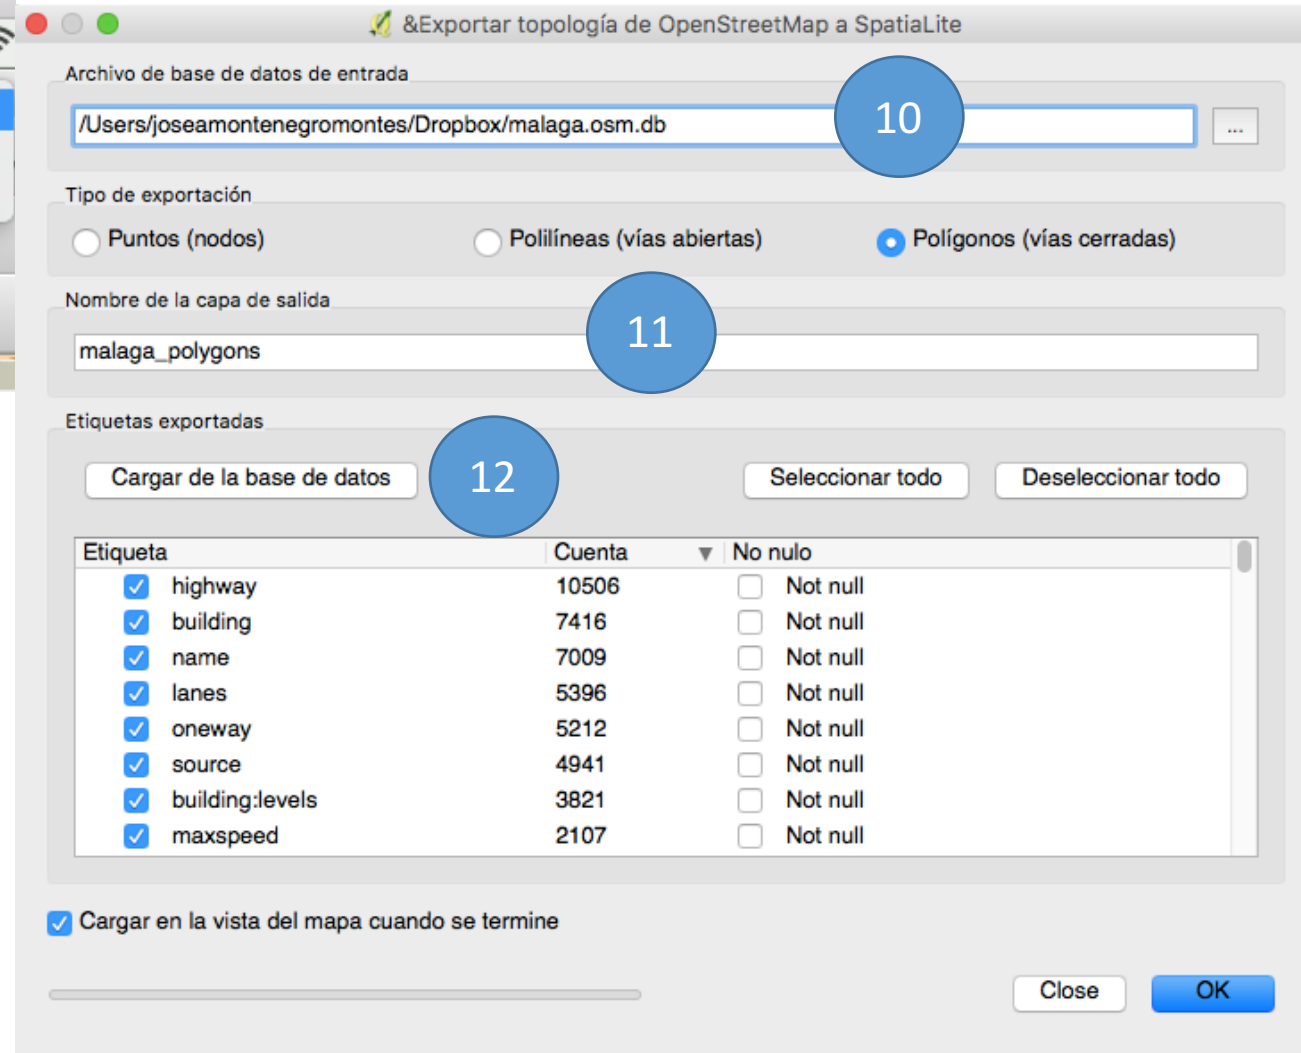 &Exportar topología de OpenStreetMap a SpatiaLite
Archivo de base de datos de entrada
/Users/joseamontenegromontes/Dropbox/malaga.osm.db
10
...
Tipo de exportación
Puntos (nodos) Polilíneas (vías abiertas) Polígonos (vías cerradas)
Nombre de la capa de salida
malaga_polygons
11
Etiquetas exportadas
Cargar de la base de datos 12 Seleccionar todo Deseleccionar todo
Etiqueta Cuenta No nulo
highway 10506 Not null
building 7416 Not null
name 7009 Not null
lanes 5396 Not null
oneway 5212 Not null
source 4941 Not null
building:levels 3821 Not null
maxspeed 2107 Not null
Cargar en la vista del mapa cuando se termine
Close OK